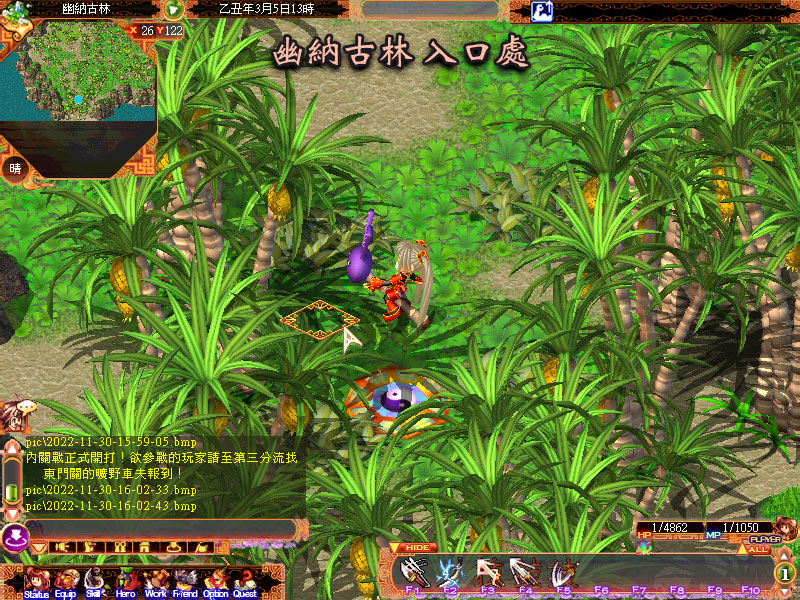 幽納古林
乙丑年3月5日13時
X 26 Y 122
幽納古林 入口處
晴
pic\2022-11-30-15-59-05.bmp
內關戰正式開打！欲參戰的玩家請至第三分流找
東門關的曠野車夫報到！
pic\2022-11-30-16-02-33.bmp
pic\2022-11-30-16-02-43.bmp
1/4862
1/1050
HP
MP
PLAYER
HIDE
ALL
F1 F2 F3 F4 F5 F6 F7 F8 F9 F10
1
Status Equip Skill Hero Work Friend Option Quest